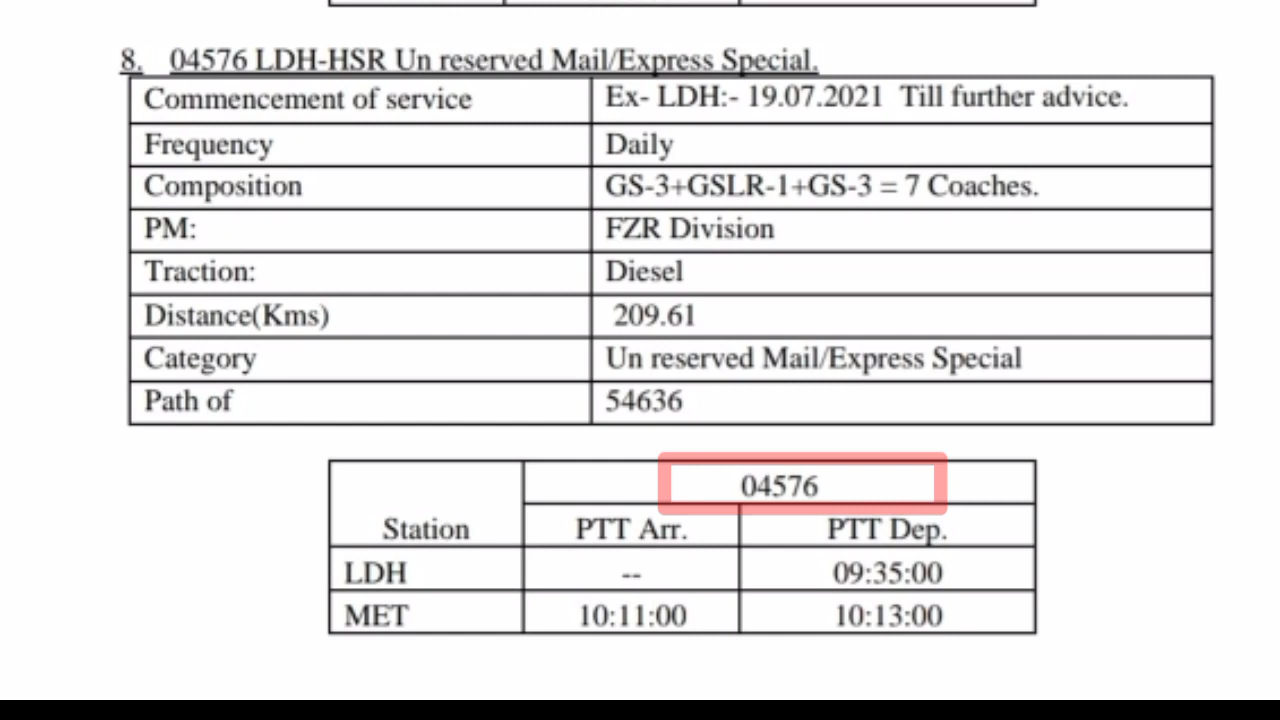 8. 04576 LDH-HSR Un reserved Mail/Express Special.
Commencement of service Ex- LDH:- 19.07.2021 Till further advice.
Frequency Daily
Composition GS-3+GSLR-1+GS-3 = 7 Coaches.
PM: FZR Division
Traction: Diesel
Distance(Kms) 209.61
Category Un reserved Mail/Express Special
Path of 54636
04576
Station PTT Arr. PTT Dep.
LDH -- 09:35:00
MET 10:11:00 10:13:00